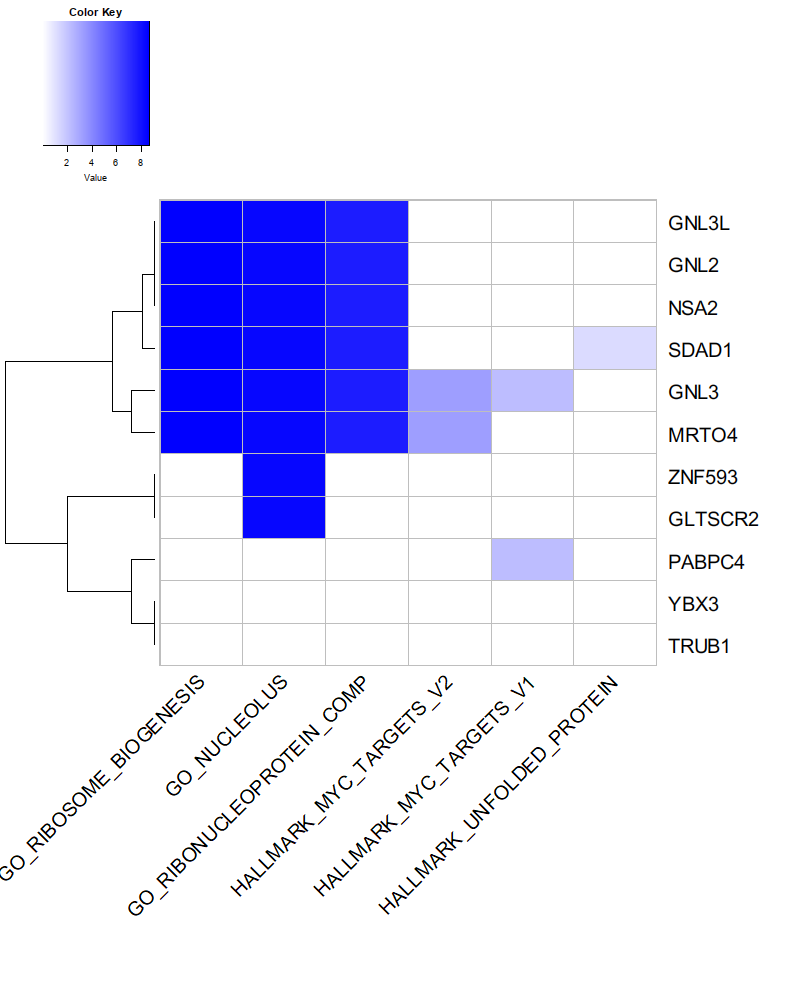 Color Key
2 4 6 8
Value
GNL3L
GNL2
NSA2
SDAD1
GNL3
MRTO4
ZNF593
GLTSCR2
PABPC4
YBX3
TRUB1
GO_RIBOSOME_BIOGENESIS
GO_NUCLEOLUS
GO_RIBONUCLEOPROTEIN_COMP
HALLMARK_MYC_TARGETS_V2
HALLMARK_MYC_TARGETS_V1
HALLMARK_UNFOLDED_PROTEIN